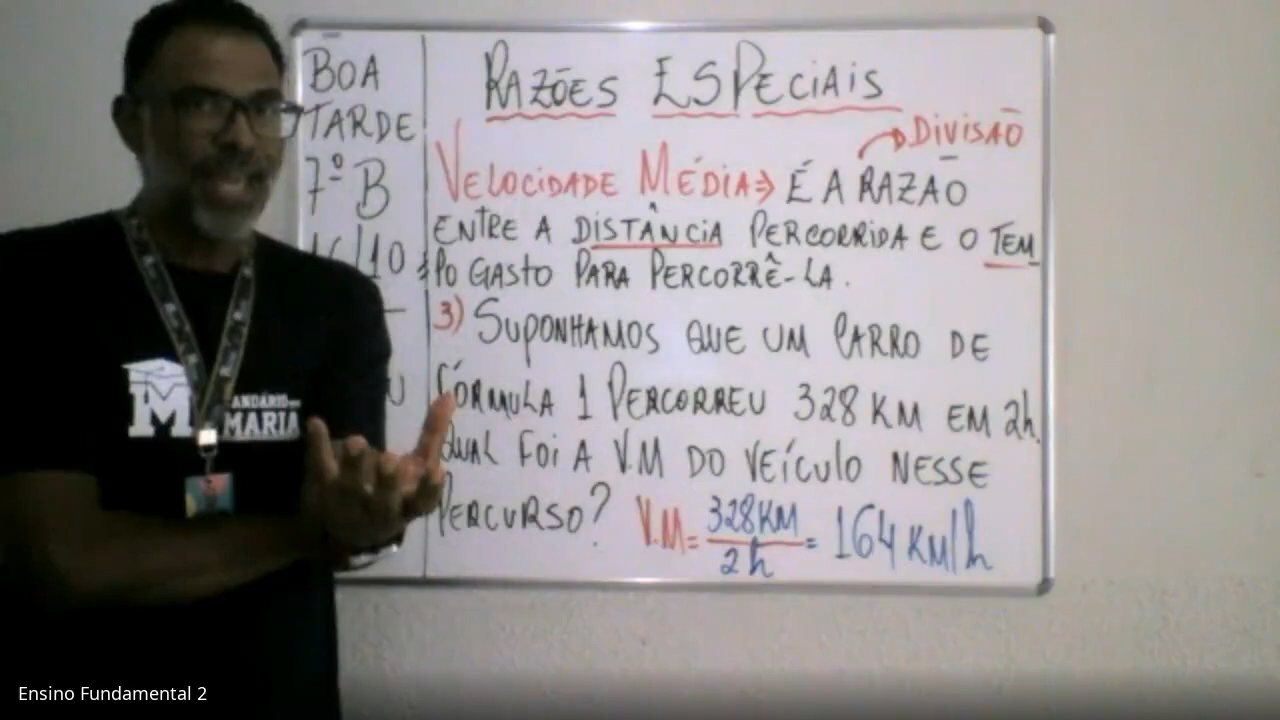 BOA
TARDE
7º B
16/10
RAZÕES ESPECIAIS
DIVISÃO
VELOCIDADE MÉDIA⇒ É A RAZÃO
ENTRE A DISTÂNCIA PERCORRIDA E O TEM
PO GASTO PARA PERCORRÊ-LA.
3) SUPONHAMOS QUE UM CARRO DE
FÓRMULA 1 PERCORREU 328 KM EM 2h.
QUAL FOI A V.M DO VEÍCULO NESSE
PERCURSO? V.M = 328KM / 2h = 164 KM/h
M
MARIA
Ensino Fundamental 2